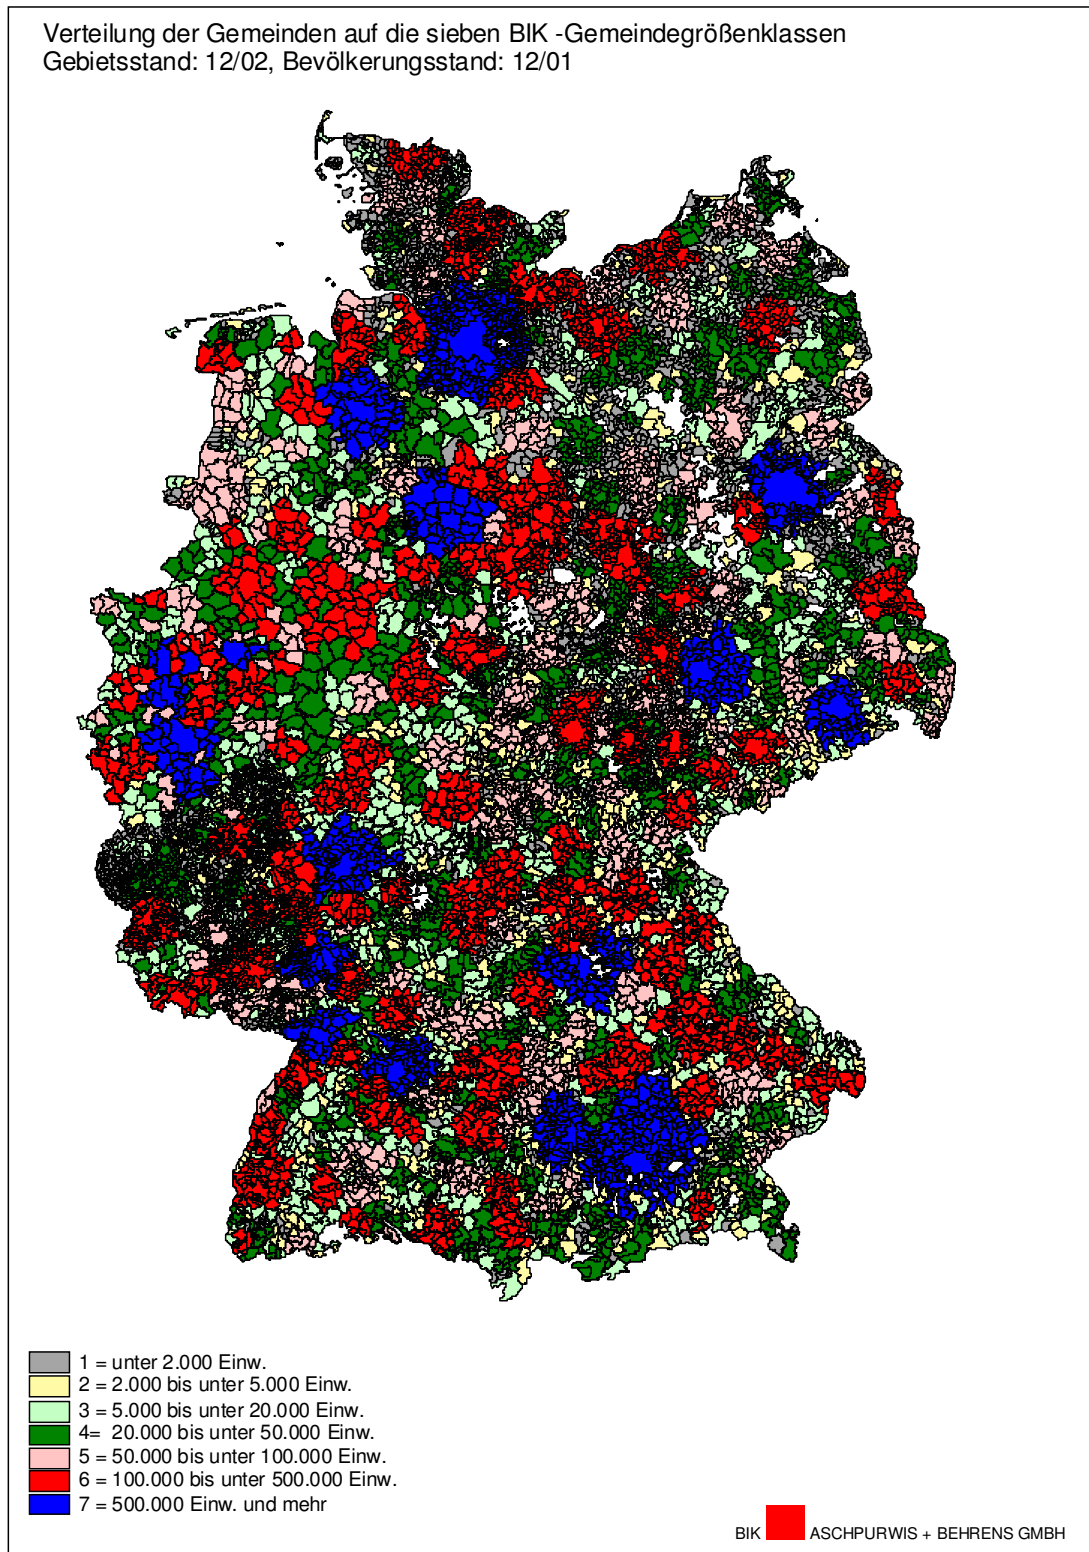 Verteilung der Gemeinden auf die sieben BIK -Gemeindegrößenklassen
Gebietsstand: 12/02, Bevölkerungsstand: 12/01
1 = unter 2.000 Einw.
2 = 2.000 bis unter 5.000 Einw.
3 = 5.000 bis unter 20.000 Einw.
4= 20.000 bis unter 50.000 Einw.
5 = 50.000 bis unter 100.000 Einw.
6 = 100.000 bis unter 500.000 Einw.
7 = 500.000 Einw. und mehr
BIK ASCHPURWIS + BEHRENS GMBH